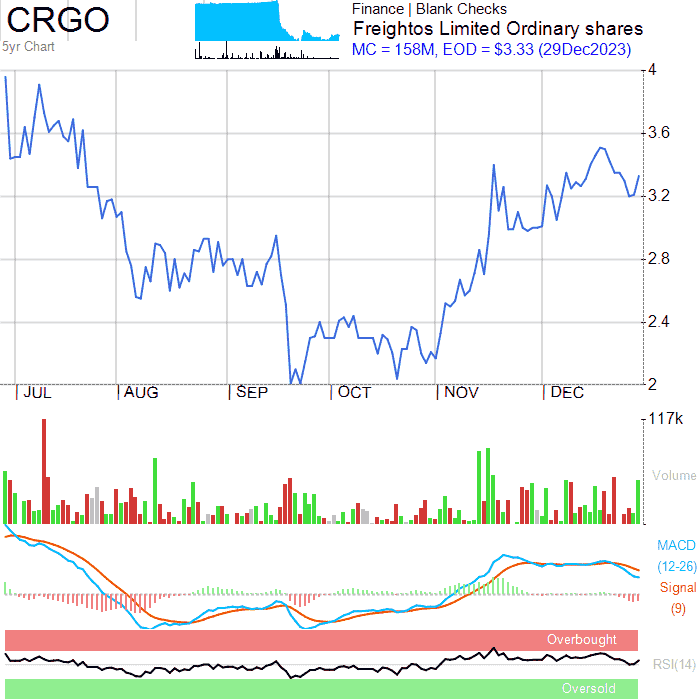 CRGO
5yr Chart
Finance | Blank Checks
Freightos Limited Ordinary shares
MC = 158M, EOD = $3.33 (29Dec2023)
4
3.6
3.2
2.8
2.4
2
JUL AUG SEP OCT NOV DEC
117k
Volume
MACD
(12-26)
Signal
(9)
Overbought
RSI(14)
Oversold